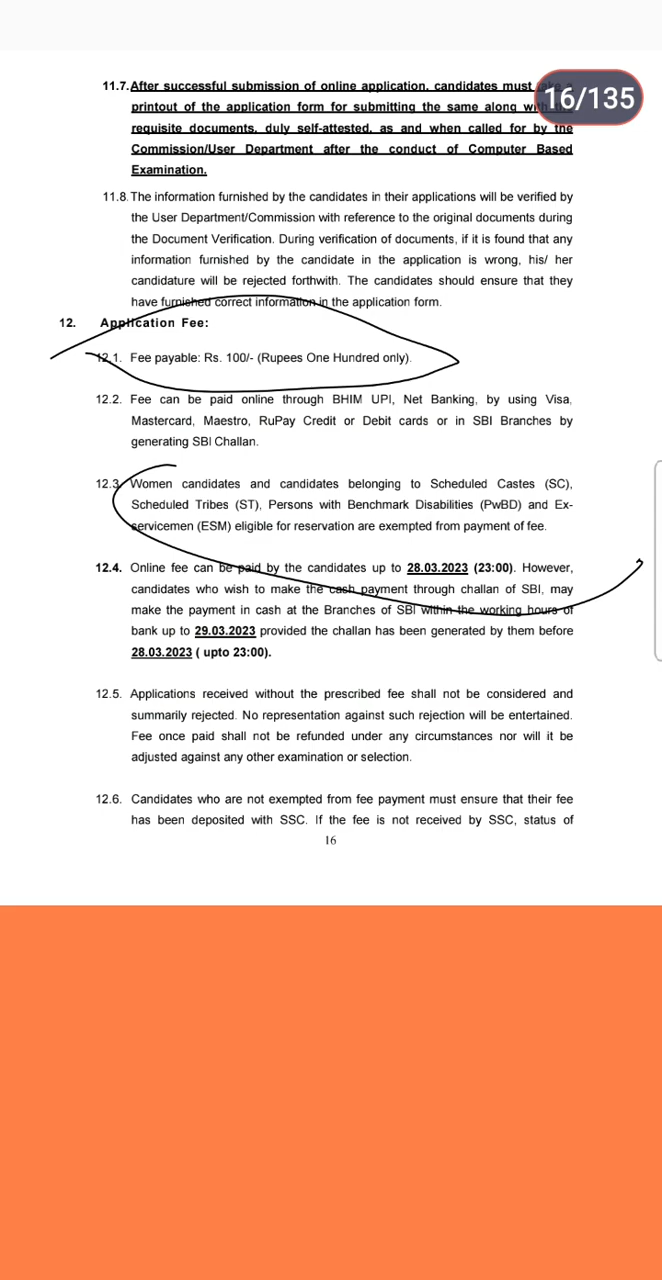 11.7. After successful submission of online application, candidates must
16/135
printout of the application form for submitting the same along
requisite documents, duly self-attested, as and when called for by the
Commission/User Department after the conduct of Computer Based
Examination.
11.8. The information furnished by the candidates in their applications will be verified by
the User Department/Commission with reference to the original documents during
the Document Verification. During verification of documents, if it is found that any
information furnished by the candidate in the application is wrong, his/ her
candidature will be rejected forthwith. The candidates should ensure that they
have furnished correct information in the application form.
12. Application Fee:
12.1. Fee payable: Rs. 100/- (Rupees One Hundred only).
12.2. Fee can be paid online through BHIM UPI, Net Banking, by using Visa,
Mastercard, Maestro, RuPay Credit or Debit cards or in SBI Branches by
generating SBI Challan.
12.3. Women candidates and candidates belonging to Scheduled Castes (SC),
Scheduled Tribes (ST), Persons with Benchmark Disabilities (PwBD) and Ex-
servicemen (ESM) eligible for reservation are exempted from payment of fee.
12.4. Online fee can be paid by the candidates up to 28.03.2023 (23:00). However,
candidates who wish to make the cash payment through challan of SBI, may
make the payment in cash at the Branches of SBI within the working hours of
bank up to 29.03.2023 provided the challan has been generated by them before
28.03.2023 ( upto 23:00).
12.5. Applications received without the prescribed fee shall not be considered and
summarily rejected. No representation against such rejection will be entertained.
Fee once paid shall not be refunded under any circumstances nor will it be
adjusted against any other examination or selection.
12.6. Candidates who are not exempted from fee payment must ensure that their fee
has been deposited with SSC. If the fee is not received by SSC, status of
16